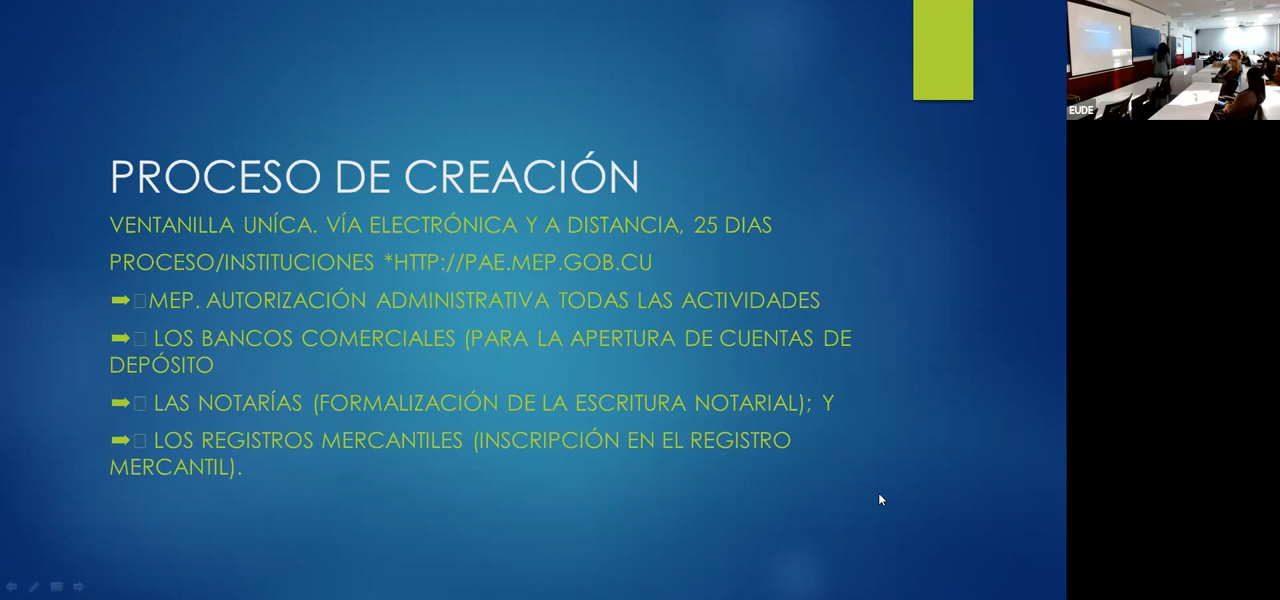 PROCESO DE CREACIÓN
VENTANILLA UNÍCA. VÍA ELECTRÓNICA Y A DISTANCIA, 25 DIAS
PROCESO/INSTITUCIONES *HTTP://PAE.MEP.GOB.CU
➡MEP. AUTORIZACIÓN ADMINISTRATIVA TODAS LAS ACTIVIDADES
➡ LOS BANCOS COMERCIALES (PARA LA APERTURA DE CUENTAS DE
DEPÓSITO
➡ LAS NOTARÍAS (FORMALIZACIÓN DE LA ESCRITURA NOTARIAL); Y
➡ LOS REGISTROS MERCANTILES (INSCRIPCIÓN EN EL REGISTRO
MERCANTIL).
EUDE